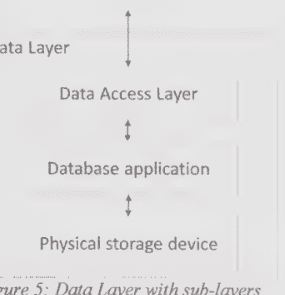 ata Layer
Data Access Layer
Database application
Physical storage device
gure 5: Data Layer with sub-layers